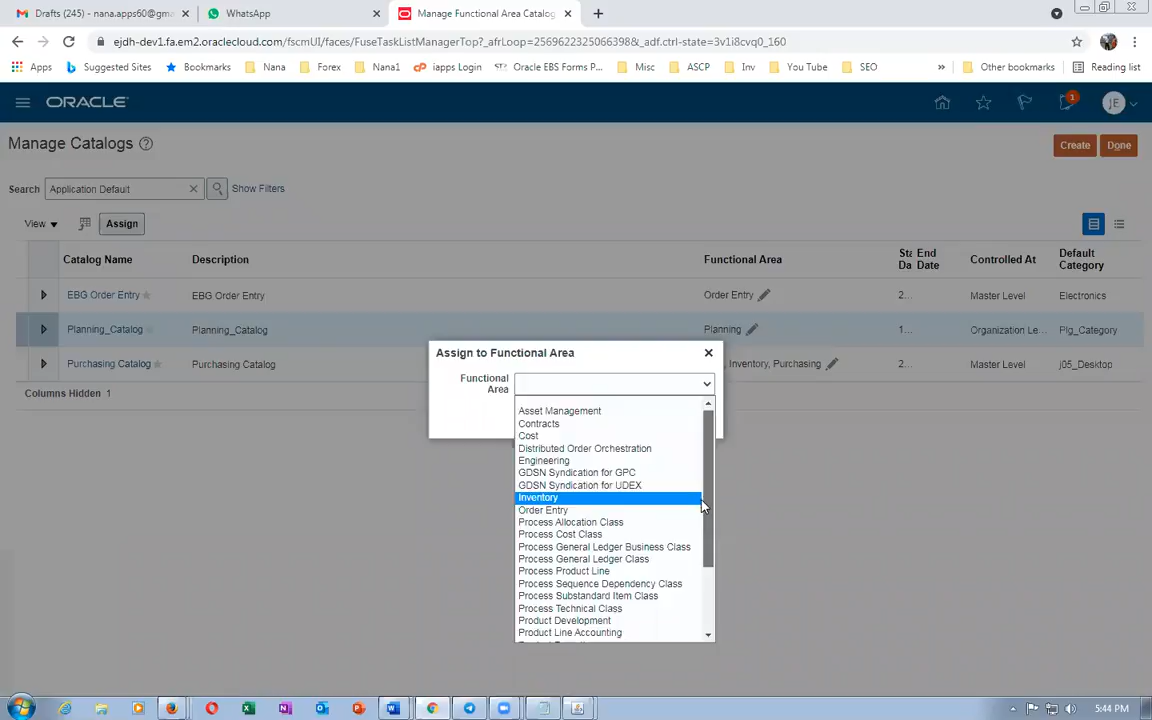 Drafts (245) - nana.apps60@gma
WhatsApp
Manage Functional Area Catalog
ejdh-dev1.fa.em2.oraclecloud.com/fscmUI/faces/FuseTaskListManagerTop?_afrLoop=2569622325066398&_adf.ctrl-state=3v1i8cvq0_160
Apps Suggested Sites Bookmarks Nana Forex Nana1 iapps Login Oracle EBS Forms P... Misc ASCP Inv You Tube SEO » Other bookmarks Reading list
ORACLE 1 JE
Manage Catalogs
Create Done
Search Application Default Show Filters
View Assign
Catalog Name Description Functional Area Sta Da End Date Controlled At Default Category
EBG Order Entry EBG Order Entry Order Entry 2... Master Level Electronics
Planning_Catalog Planning_Catalog Planning 1... Organization Le... Plg_Category
Purchasing Catalog Purchasing Catalog , Inventory, Purchasing 2... Master Level j05_Desktop
Columns Hidden 1
Assign to Functional Area
Functional Area
Asset Management
Contracts
Cost
Distributed Order Orchestration
Engineering
GDSN Syndication for GPC
GDSN Syndication for UDEX
Inventory
Order Entry
Process Allocation Class
Process Cost Class
Process General Ledger Business Class
Process General Ledger Class
Process Product Line
Process Sequence Dependency Class
Process Substandard Item Class
Process Technical Class
Product Development
Product Line Accounting
5:44 PM